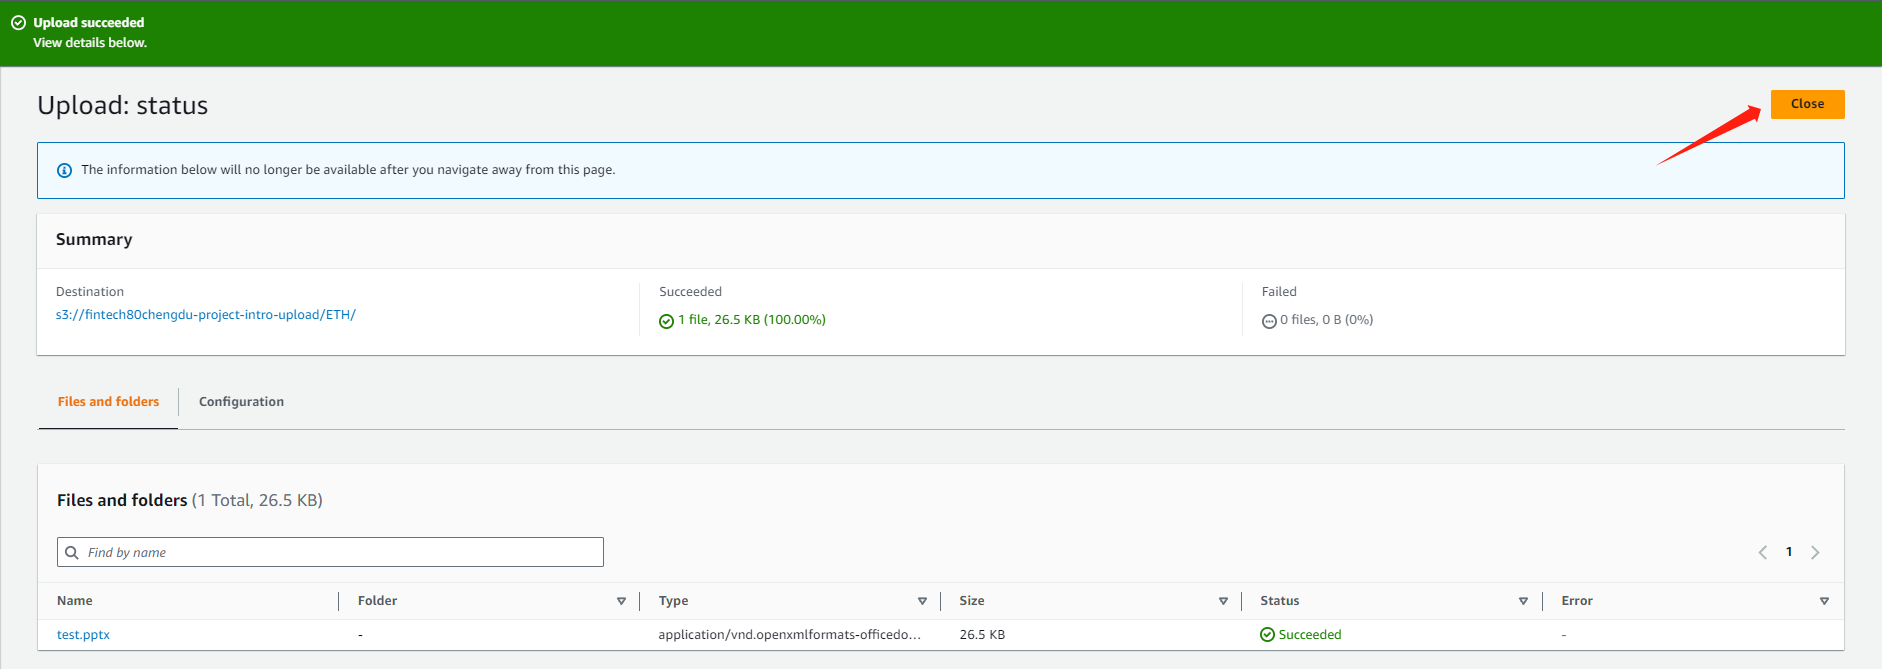 Upload succeeded
View details below.
Upload: status
Close
The information below will no longer be available after you navigate away from this page.
Summary
Destination
s3://fintech80chengdu-project-intro-upload/ETH/
Succeeded
1 file, 26.5 KB (100.00%)
Failed
0 files, 0 B (0%)
Files and folders
Configuration
Files and folders (1 Total, 26.5 KB)
Find by name
1
Name Folder Type Size Status Error
test.pptx - application/vnd.openxmlformats-officedo... 26.5 KB Succeeded -